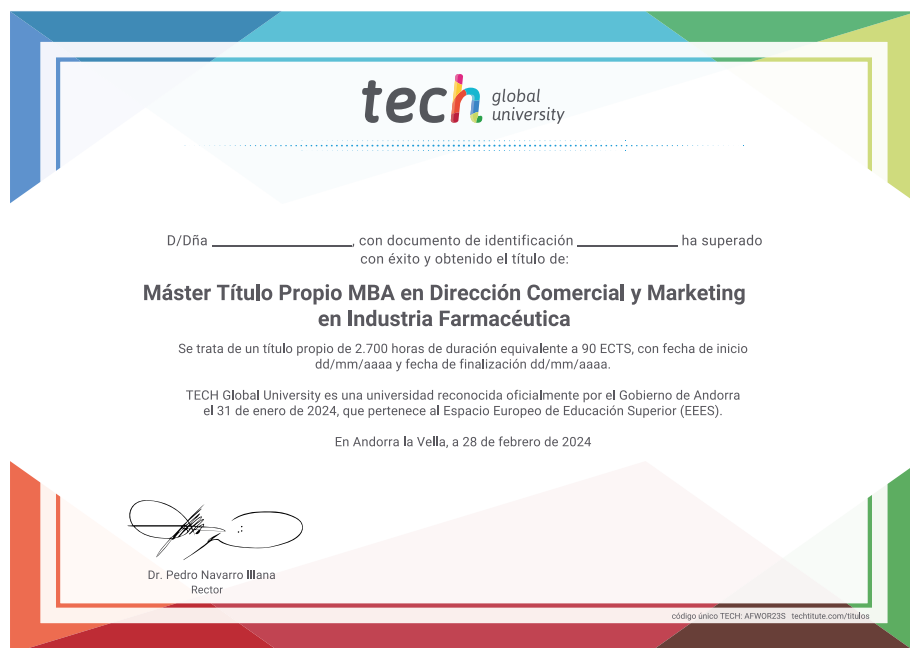 tech global university
D/Dña ____________________, con documento de identificación ______________ ha superado
con éxito y obtenido el título de:
Máster Título Propio MBA en Dirección Comercial y Marketing
en Industria Farmacéutica
Se trata de un título propio de 2.700 horas de duración equivalente a 90 ECTS, con fecha de inicio
dd/mm/aaaa y fecha de finalización dd/mm/aaaa.
TECH Global University es una universidad reconocida oficialmente por el Gobierno de Andorra
el 31 de enero de 2024, que pertenece al Espacio Europeo de Educación Superior (EEES).
En Andorra la Vella, a 28 de febrero de 2024
Dr. Pedro Navarro Illana
Rector
código único TECH: AFWOR23S techtitute.com/titulos